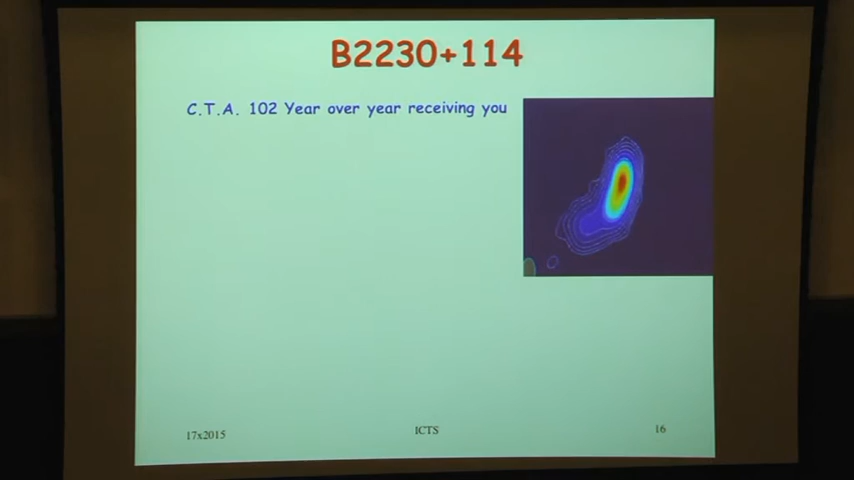 B2230+114
C.T.A. 102 Year over year receiving you
17x2015
ICTS
16